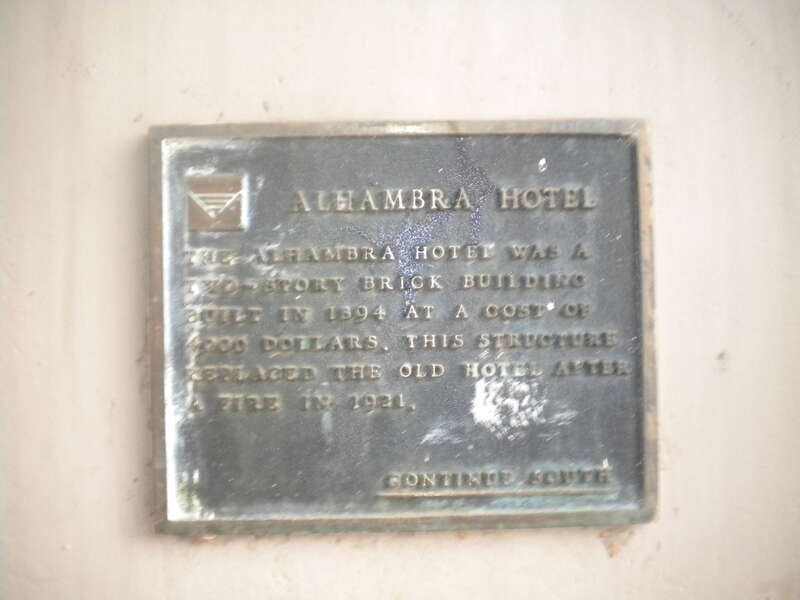 ALHAMBRA HOTEL
THE ALHAMBRA HOTEL WAS A
TWO-STORY BRICK BUILDING
BUILT IN 1894 AT A COST OF
4000 DOLLARS. THIS STRUCTURE
REPLACED THE OLD HOTEL AFTER
A FIRE IN 1921.
CONTINUE SOUTH